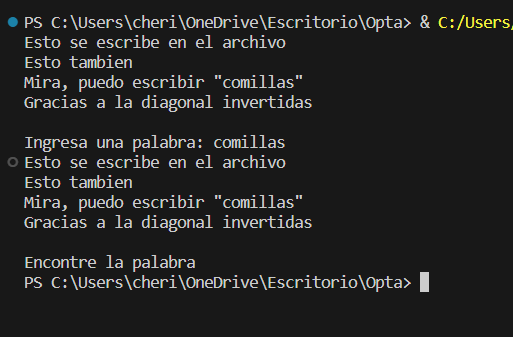 PS C:\Users\cheri\OneDrive\Escritorio\Opta> & C:/Users/
Esto se escribe en el archivo
Esto tambien
Mira, puedo escribir "comillas"
Gracias a la diagonal invertidas
Ingresa una palabra: comillas
Esto se escribe en el archivo
Esto tambien
Mira, puedo escribir "comillas"
Gracias a la diagonal invertidas
Encontre la palabra
PS C:\Users\cheri\OneDrive\Escritorio\Opta>